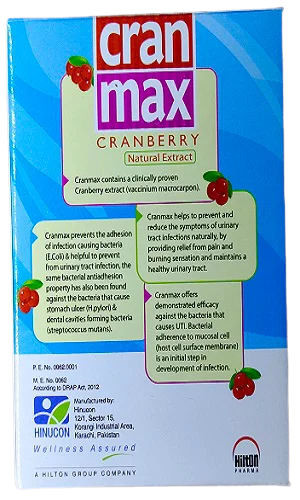 cran
max
CRANBERRY
Natural Extract
Cranmax contains a clinically proven
Cranberry extract (vaccinium macrocarpon).
Cranmax helps to prevent and
reduce the symptoms of urinary
tract infections naturally, by
providing relief from pain and
burning sensation and maintains a
healthy urinary tract.
Cranmax prevents the adhesion
of infection causing bacteria
(E.Coli) & helpful to prevent
from urinary tract infection, the
same bacterial antiadhesion
property has also been found
against the bacteria that cause
stomach ulcer (H.pylori) &
dental cavities forming bacteria
(streptococcus mutans).
Cranmax offers
demonstrated efficacy
against the bacteria that
causes UTI. Bacterial
adherence to mucosal cell
(host cell surface membrane)
is an initial step in
development of infection.
P. E. No. 0062.0001
M. E. No. 0062
According to DRAP Act, 2012
Manufactured by:
Hinucon
12/1, Sector 15,
Korangi Industrial Area,
Karachi, Pakistan
HINUCON
Wellness Assured
A HILTON GROUP COMPANY
Hilton
PHARMA